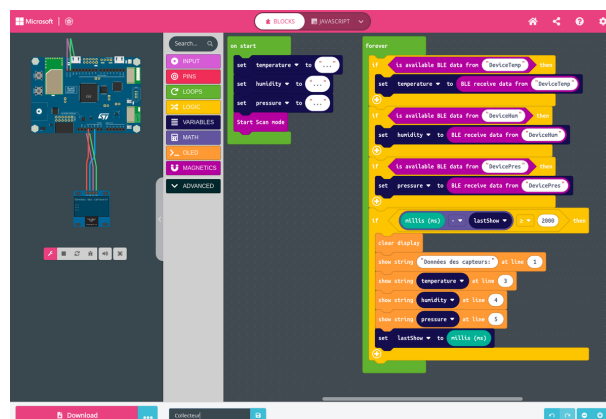 Microsoft
BLOCKS
JAVASCRIPT
Search...
INPUT
PINS
LOOPS
LOGIC
VARIABLES
MATH
OLED
MAGNETICS
ADVANCED
on start
set temperature to "..."
set humidity to "..."
set pressure to "..."
Start Scan mode
forever
if is available BLE data from "DeviceTemp" then
set temperature to BLE receive data from "DeviceTemp"
if is available BLE data from "DeviceHum" then
set humidity to BLE receive data from "DeviceHum"
if is available BLE data from "DevicePres" then
set pressure to BLE receive data from "DevicePres"
if millis (ms) - lastShow ≥ 2000 then
clear display
show string "Données des capteurs:" at line 1
show string temperature at line 3
show string humidity at line 4
show string pressure at line 5
set lastShow to millis (ms)
Download
Collecteur